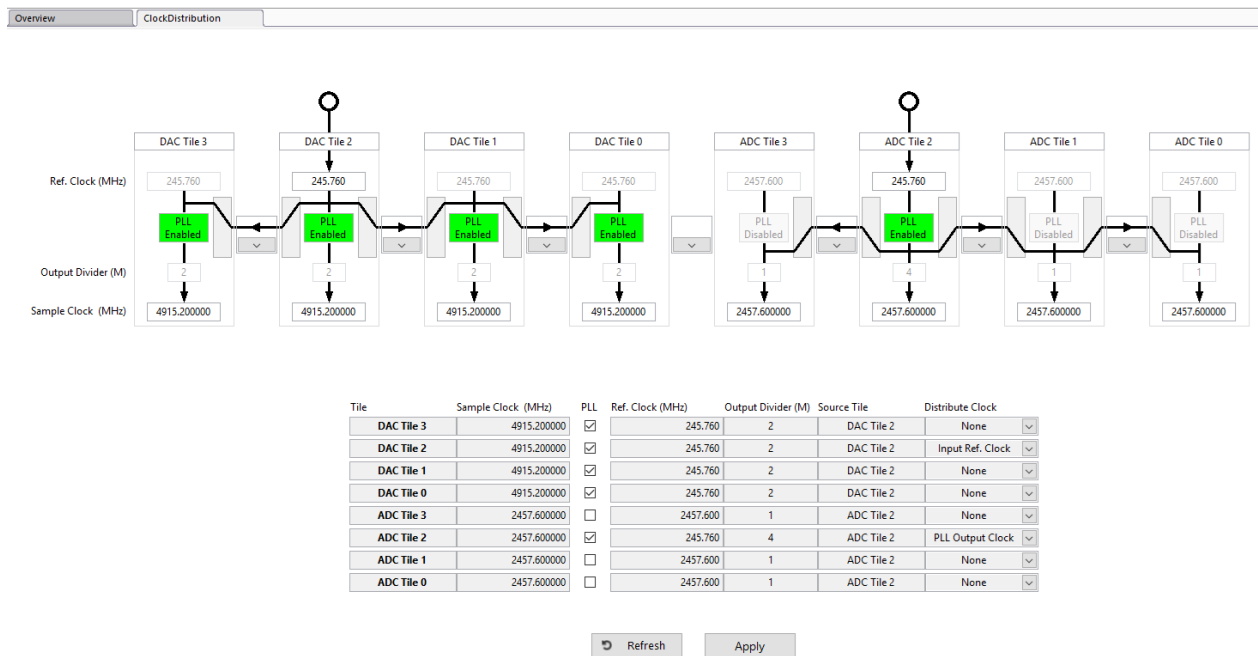 Overview ClockDistribution
DAC Tile 3 DAC Tile 2 DAC Tile 1 DAC Tile 0 ADC Tile 3 ADC Tile 2 ADC Tile 1 ADC Tile 0
Ref. Clock (MHz) 245.760 245.760 245.760 245.760 2457.600 245.760 2457.600 2457.600
PLL PLL PLL PLL PLL PLL PLL PLL
Enabled Enabled Enabled Enabled Disabled Enabled Disabled Disabled
Output Divider (M) 2 2 2 2 1 4 1 1
Sample Clock (MHz) 4915.200000 4915.200000 4915.200000 4915.200000 2457.600000 2457.600000 2457.600000 2457.600000
Tile Sample Clock (MHz) PLL Ref. Clock (MHz) Output Divider (M) Source Tile Distribute Clock
DAC Tile 3 4915.200000 245.760 2 DAC Tile 2 None
DAC Tile 2 4915.200000 245.760 2 DAC Tile 2 Input Ref. Clock
DAC Tile 1 4915.200000 245.760 2 DAC Tile 2 None
DAC Tile 0 4915.200000 245.760 2 DAC Tile 2 None
ADC Tile 3 2457.600000 2457.600 1 ADC Tile 2 None
ADC Tile 2 2457.600000 245.760 4 ADC Tile 2 PLL Output Clock
ADC Tile 1 2457.600000 2457.600 1 ADC Tile 2 None
ADC Tile 0 2457.600000 2457.600 1 ADC Tile 2 None
Refresh Apply